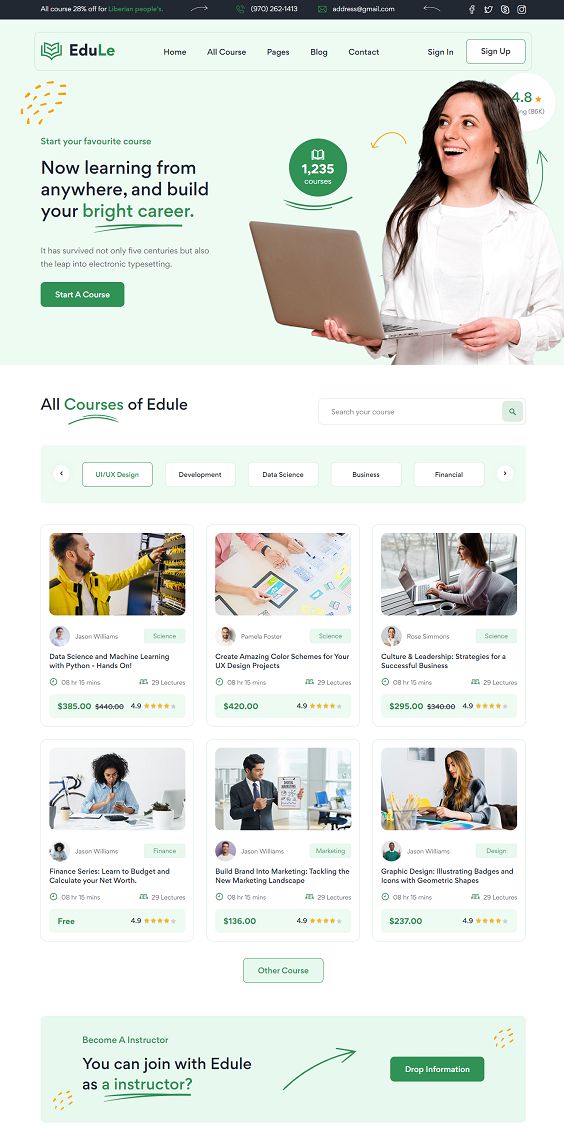 All course 28% off for Liberian people's.
(970) 262-1413
address@gmail.com
EduLe
Home
All Course
Pages
Blog
Contact
Sign In
Sign Up
4.8
(86K)
Start your favourite course
Now learning from
anywhere, and build
your bright career.
1,235
courses
It has survived not only five centuries but also
the leap into electronic typesetting.
Start A Course
All Courses of Edule
Search your course
UI/UX Design
Development
Data Science
Business
Financial
Jason Williams
Science
Data Science and Machine Learning
with Python - Hands On!
08 hr 15 mins
29 Lectures
$385.00 $440.00
4.9
Pamela Foster
Science
Create Amazing Color Schemes for Your
UX Design Projects
08 hr 15 mins
29 Lectures
$420.00
4.9
Rose Simmons
Science
Culture & Leadership: Strategies for a
Successful Business
08 hr 15 mins
29 Lectures
$295.00 $340.00
4.9
Jason Williams
Finance
Finance Series: Learn to Budget and
Calculate your Net Worth.
08 hr 15 mins
29 Lectures
Free
4.9
DIGITAL
MARKETING
Jason Williams
Marketing
Build Brand Into Marketing: Tackling the
New Marketing Landscape
08 hr 15 mins
29 Lectures
$136.00
4.9
Jason Williams
Design
Graphic Design: Illustrating Badges and
Icons with Geometric Shapes
08 hr 15 mins
29 Lectures
$237.00
4.9
Other Course
Become A Instructor
You can join with Edule
as a instructor?
Drop Information